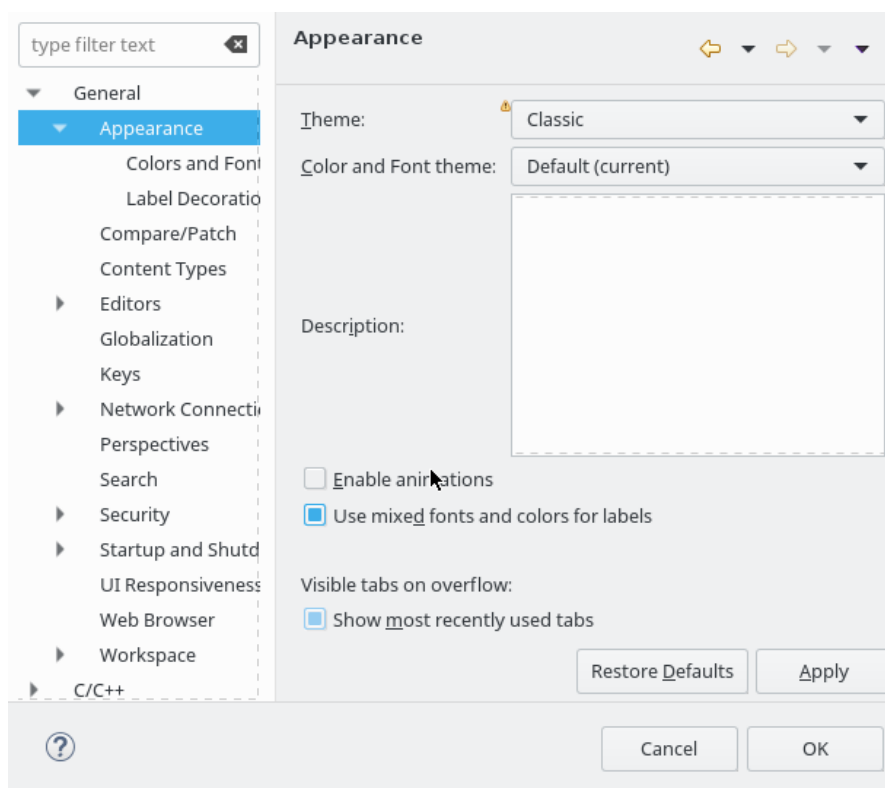 type filter text
General
Appearance
Colors and Font
Label Decoratio
Compare/Patch
Content Types
Editors
Globalization
Keys
Network Connecti
Perspectives
Search
Security
Startup and Shutd
UI Responsiveness
Web Browser
Workspace
C/C++
Appearance
Theme: Classic
Color and Font theme: Default (current)
Description:
Enable animations
Use mixed fonts and colors for labels
Visible tabs on overflow:
Show most recently used tabs
Restore Defaults Apply
Cancel OK